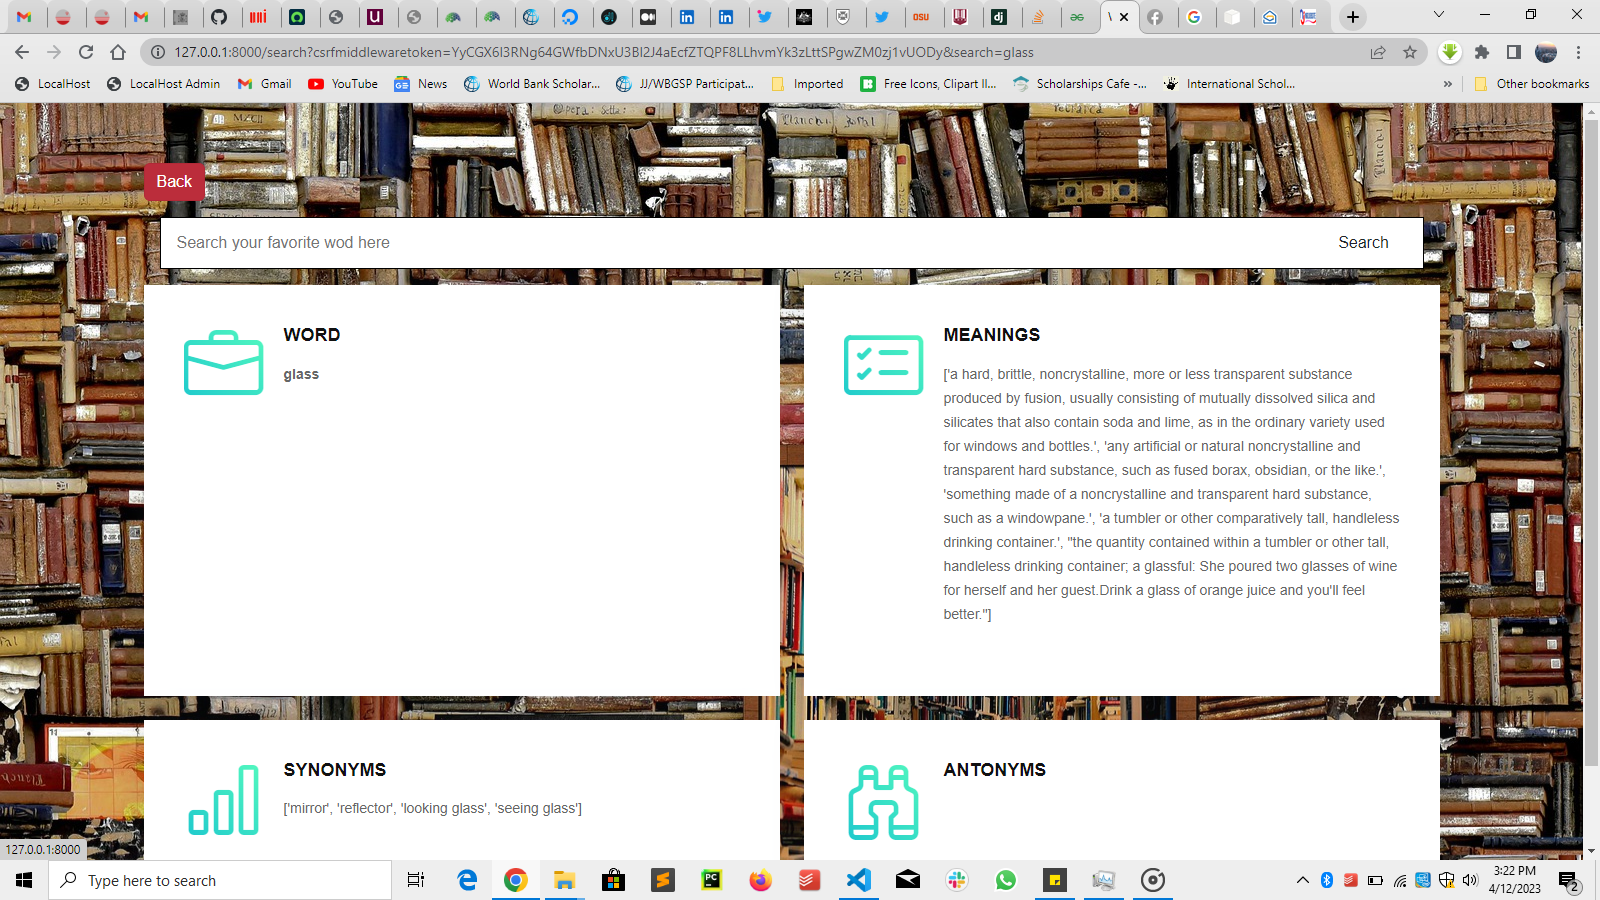 127.0.0.1:8000/search?csrfmiddlewaretoken=YyCGX6I3RNg64GWfbDNxU3BI2J4aEcfZTQPF8LLhvmYk3zLttSPgwZM0zj1vUODy&search=glass
LocalHost LocalHost Admin Gmail YouTube News World Bank Scholar... JJ/WBGSP Participat... Imported Free Icons, Clipart Il... Scholarships Cafe -... International Schol... » Other bookmarks
Back
Search your favorite wod here Search
WORD
glass
MEANINGS
['a hard, brittle, noncrystalline, more or less transparent substance
produced by fusion, usually consisting of mutually dissolved silica and
silicates that also contain soda and lime, as in the ordinary variety used
for windows and bottles.', 'any artificial or natural noncrystalline and
transparent hard substance, such as fused borax, obsidian, or the like.',
'something made of a noncrystalline and transparent hard substance,
such as a windowpane.', 'a tumbler or other comparatively tall, handleless
drinking container.', "the quantity contained within a tumbler or other tall,
handleless drinking container; a glassful: She poured two glasses of wine
for herself and her guest.Drink a glass of orange juice and you'll feel
better."]
SYNONYMS
['mirror', 'reflector', 'looking glass', 'seeing glass']
ANTONYMS
127.0.0.1:8000
Type here to search
3:22 PM
4/12/2023
2